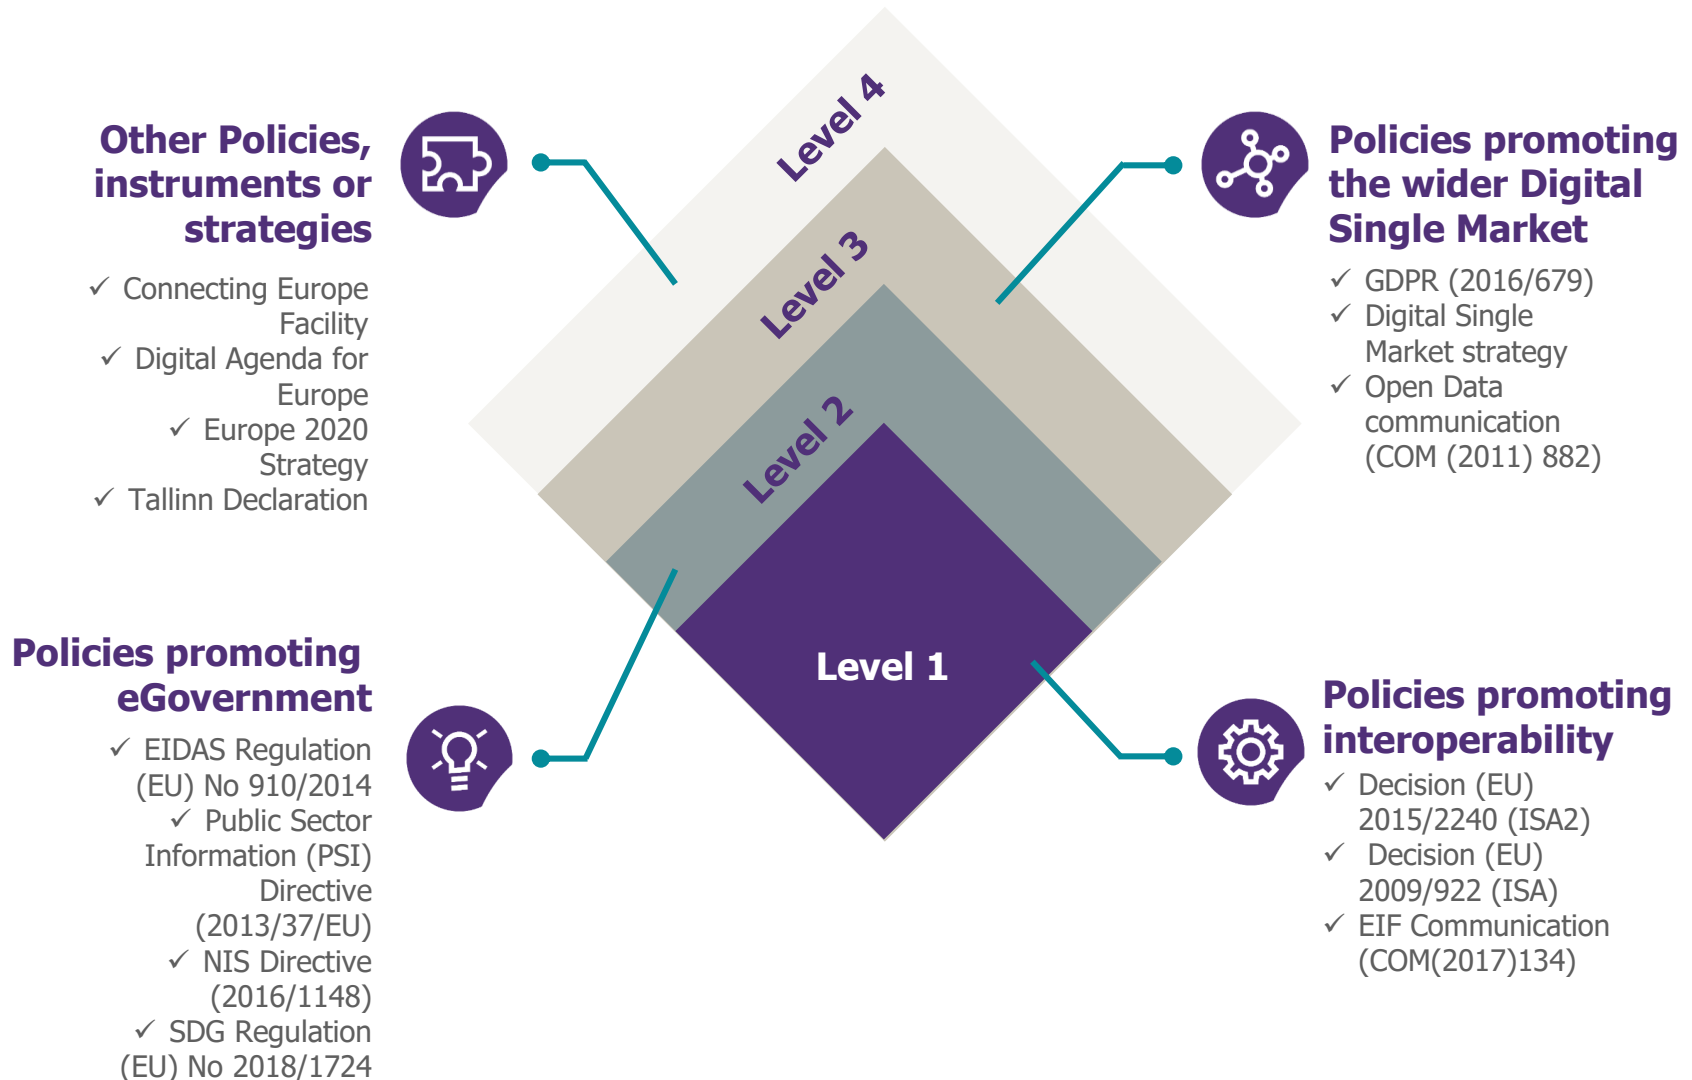 Other Policies,
instruments or
strategies
✓ Connecting Europe
Facility
✓ Digital Agenda for
Europe
✓ Europe 2020
Strategy
✓ Tallinn Declaration
Level 4
Level 3
Level 2
Level 1
Policies promoting
the wider Digital
Single Market
✓ GDPR (2016/679)
✓ Digital Single
Market strategy
✓ Open Data
communication
(COM (2011) 882)
Policies promoting
eGovernment
✓ EIDAS Regulation
(EU) No 910/2014
✓ Public Sector
Information (PSI)
Directive
(2013/37/EU)
✓ NIS Directive
(2016/1148)
✓ SDG Regulation
(EU) No 2018/1724
Policies promoting
interoperability
✓ Decision (EU)
2015/2240 (ISA2)
✓ Decision (EU)
2009/922 (ISA)
✓ EIF Communication
(COM(2017)134)